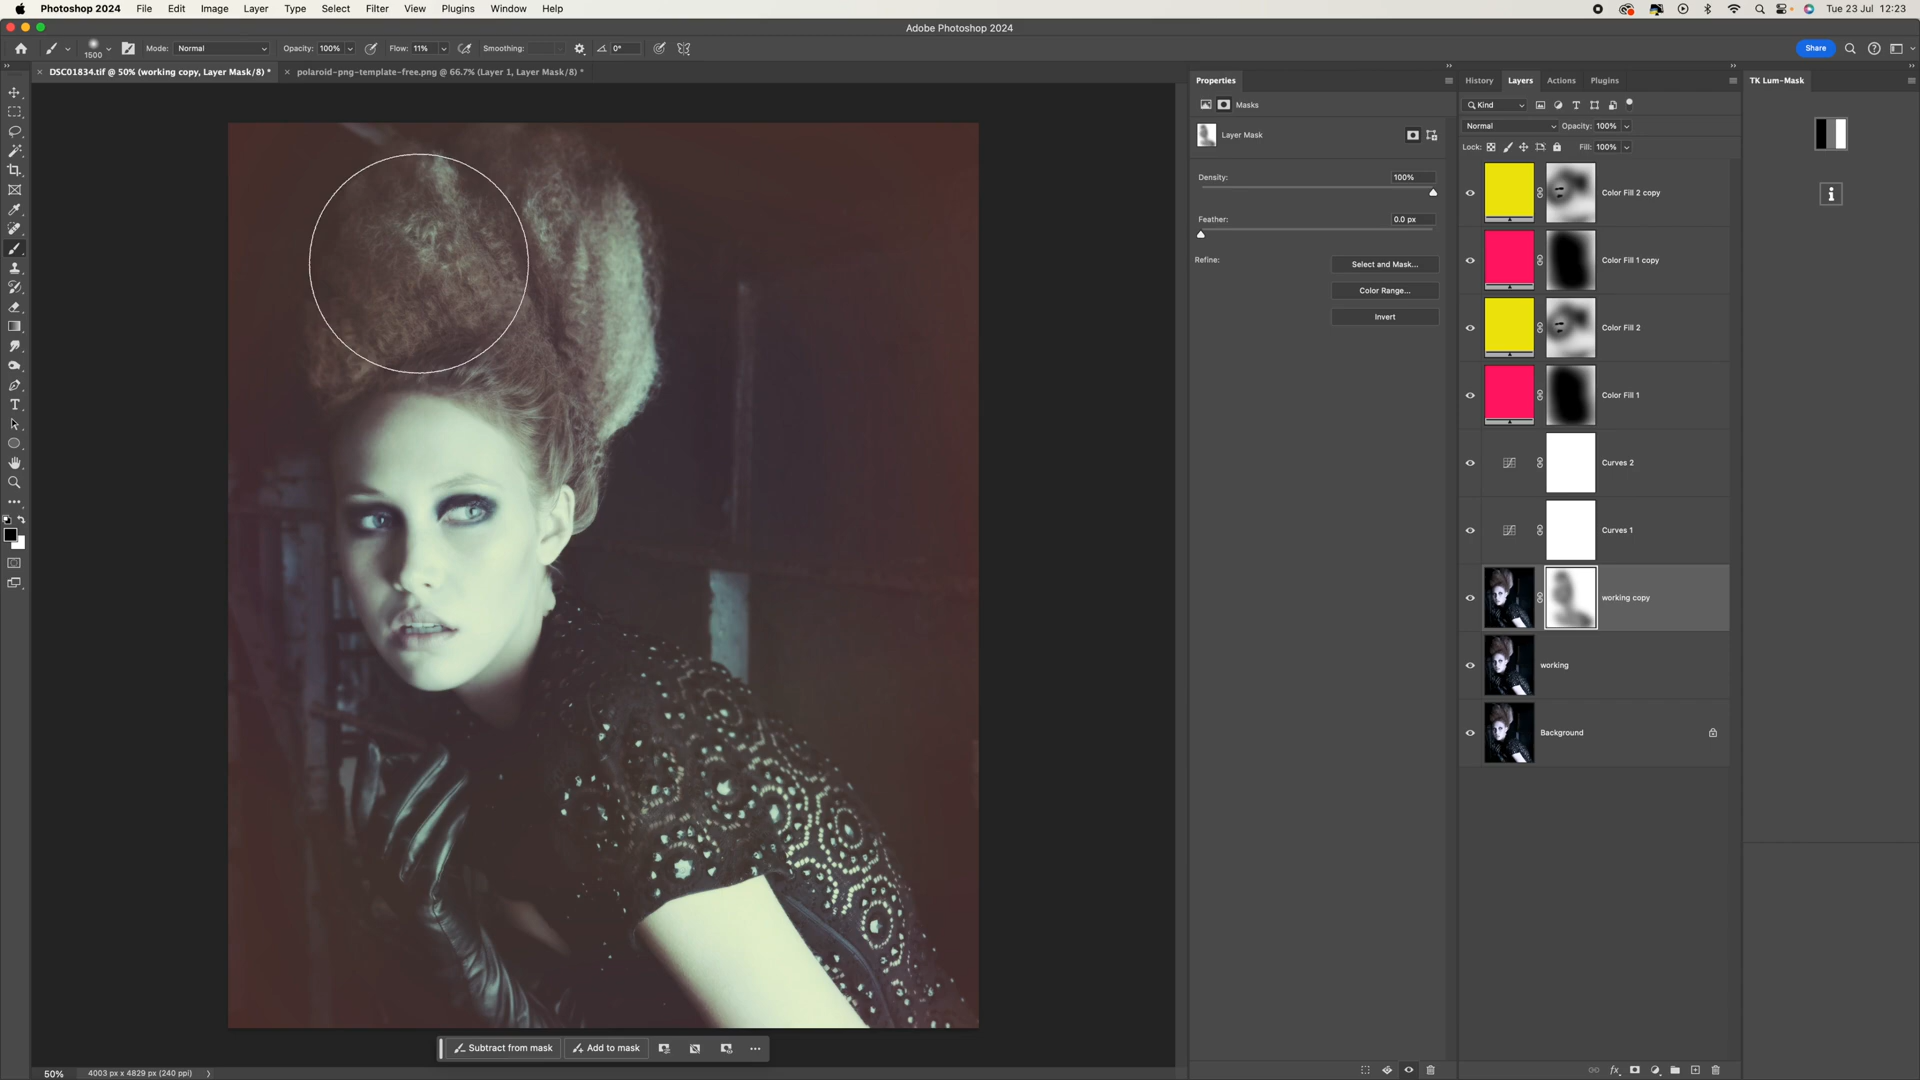 Photoshop 2024 File Edit Image Layer Type Select Filter View Plugins Window Help Tue 23 Jul 12:23
Adobe Photoshop 2024
1500 Mode: Normal Opacity: 100% Flow: 11% Smoothing: 0° Share
DSC01834.tif @ 50% (working copy, Layer Mask/8) * polaroid-png-template-free.png @ 66.7% (Layer 1, Layer Mask/8) *
Properties
Masks
Layer Mask
Density: 100%
Feather: 0.0 px
Refine: Select and Mask...
Color Range...
Invert
History Layers Actions Plugins TK Lum-Mask
Kind
Normal Opacity: 100%
Lock: Fill: 100%
Color Fill 2 copy
Color Fill 1 copy
Color Fill 2
Color Fill 1
Curves 2
Curves 1
working copy
working
Background
Subtract from mask Add to mask
50% 4003 px x 4829 px (240 ppi)